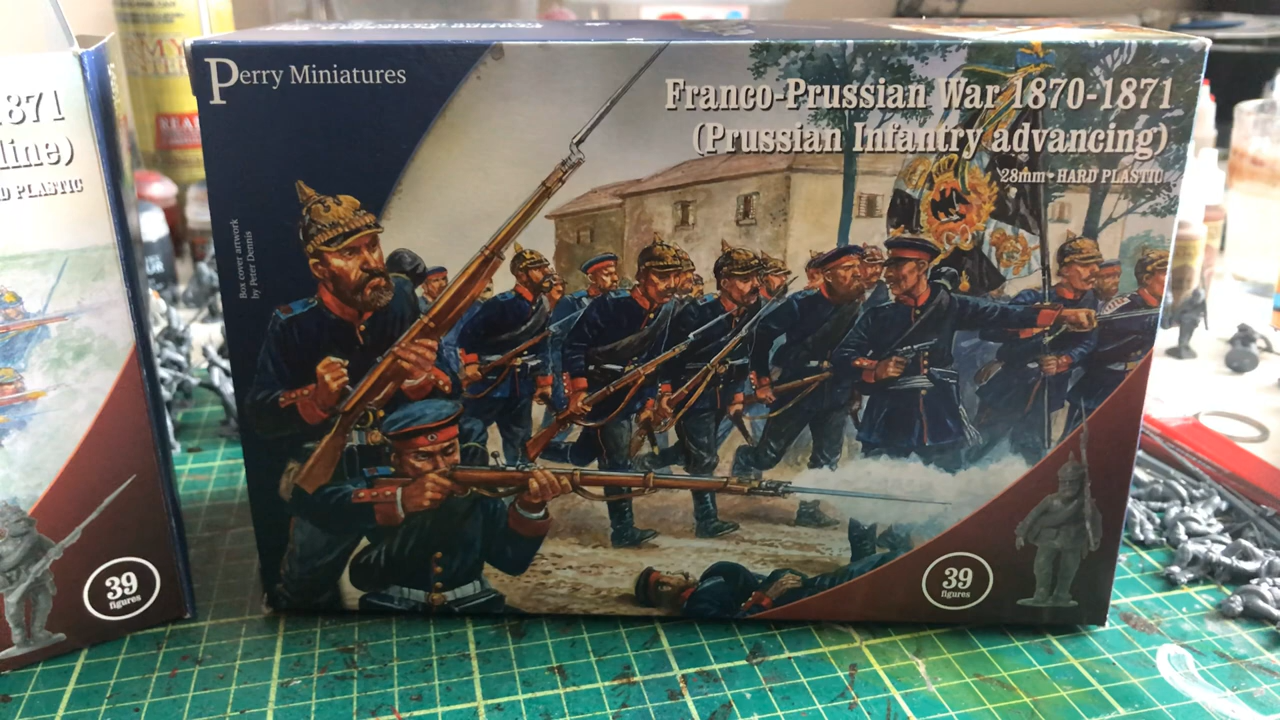 Perry Miniatures
Franco-Prussian War 1870-1871
(Prussian Infantry advancing)
28mm • HARD PLASTIC
Box cover artwork
by Peter Dennis
39
figures
1871
line)
PLASTIC
39
figures